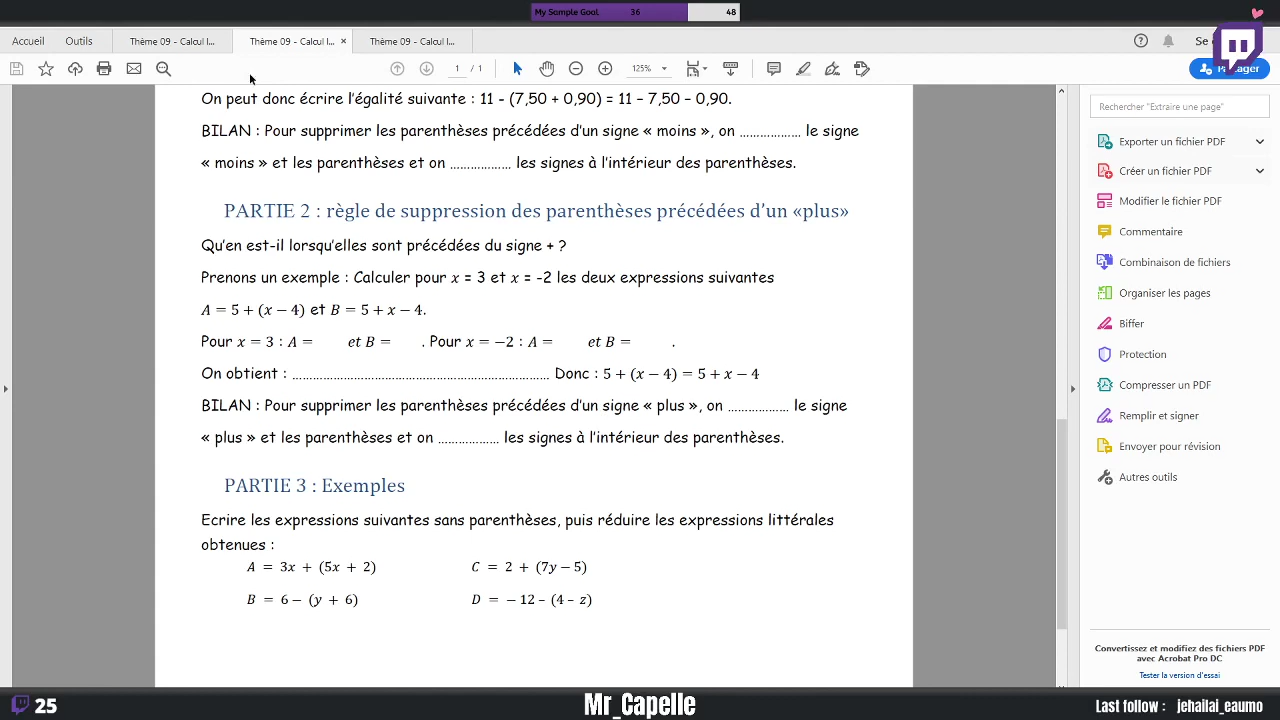 My Sample Goal 36 48
Accueil Outils Thème 09 - Calcul l... Thème 09 - Calcul l... × Thème 09 - Calcul l... Se
1 / 1 125% Partager
On peut donc écrire l'égalité suivante : 11 - (7,50 + 0,90) = 11 – 7,50 – 0,90.
BILAN : Pour supprimer les parenthèses précédées d'un signe « moins », on .................. le signe
« moins » et les parenthèses et on .................. les signes à l'intérieur des parenthèses.
PARTIE 2 : règle de suppression des parenthèses précédées d'un «plus»
Qu'en est-il lorsqu'elles sont précédées du signe + ?
Prenons un exemple : Calculer pour x = 3 et x = -2 les deux expressions suivantes
A = 5 + (x − 4) et B = 5 + x − 4.
Pour x = 3 : A = et B = . Pour x = −2 : A = et B = .
On obtient : ........................................................................... Donc : 5 + (x − 4) = 5 + x − 4
BILAN : Pour supprimer les parenthèses précédées d'un signe « plus », on .................. le signe
« plus » et les parenthèses et on .................. les signes à l'intérieur des parenthèses.
PARTIE 3 : Exemples
Ecrire les expressions suivantes sans parenthèses, puis réduire les expressions littérales
obtenues :
A = 3x + (5x + 2) C = 2 + (7y − 5)
B = 6 − (y + 6) D = − 12 – (4 – z)
Rechercher "Extraire une page"
Exporter un fichier PDF
Créer un fichier PDF
Modifier le fichier PDF
Commentaire
Combinaison de fichiers
Organiser les pages
Biffer
Protection
Compresser un PDF
Remplir et signer
Envoyer pour révision
Autres outils
Convertissez et modifiez des fichiers PDF
avec Acrobat Pro DC
Tester la version d'essai
25 Mr_Capelle Last follow : jehailai_eaumo